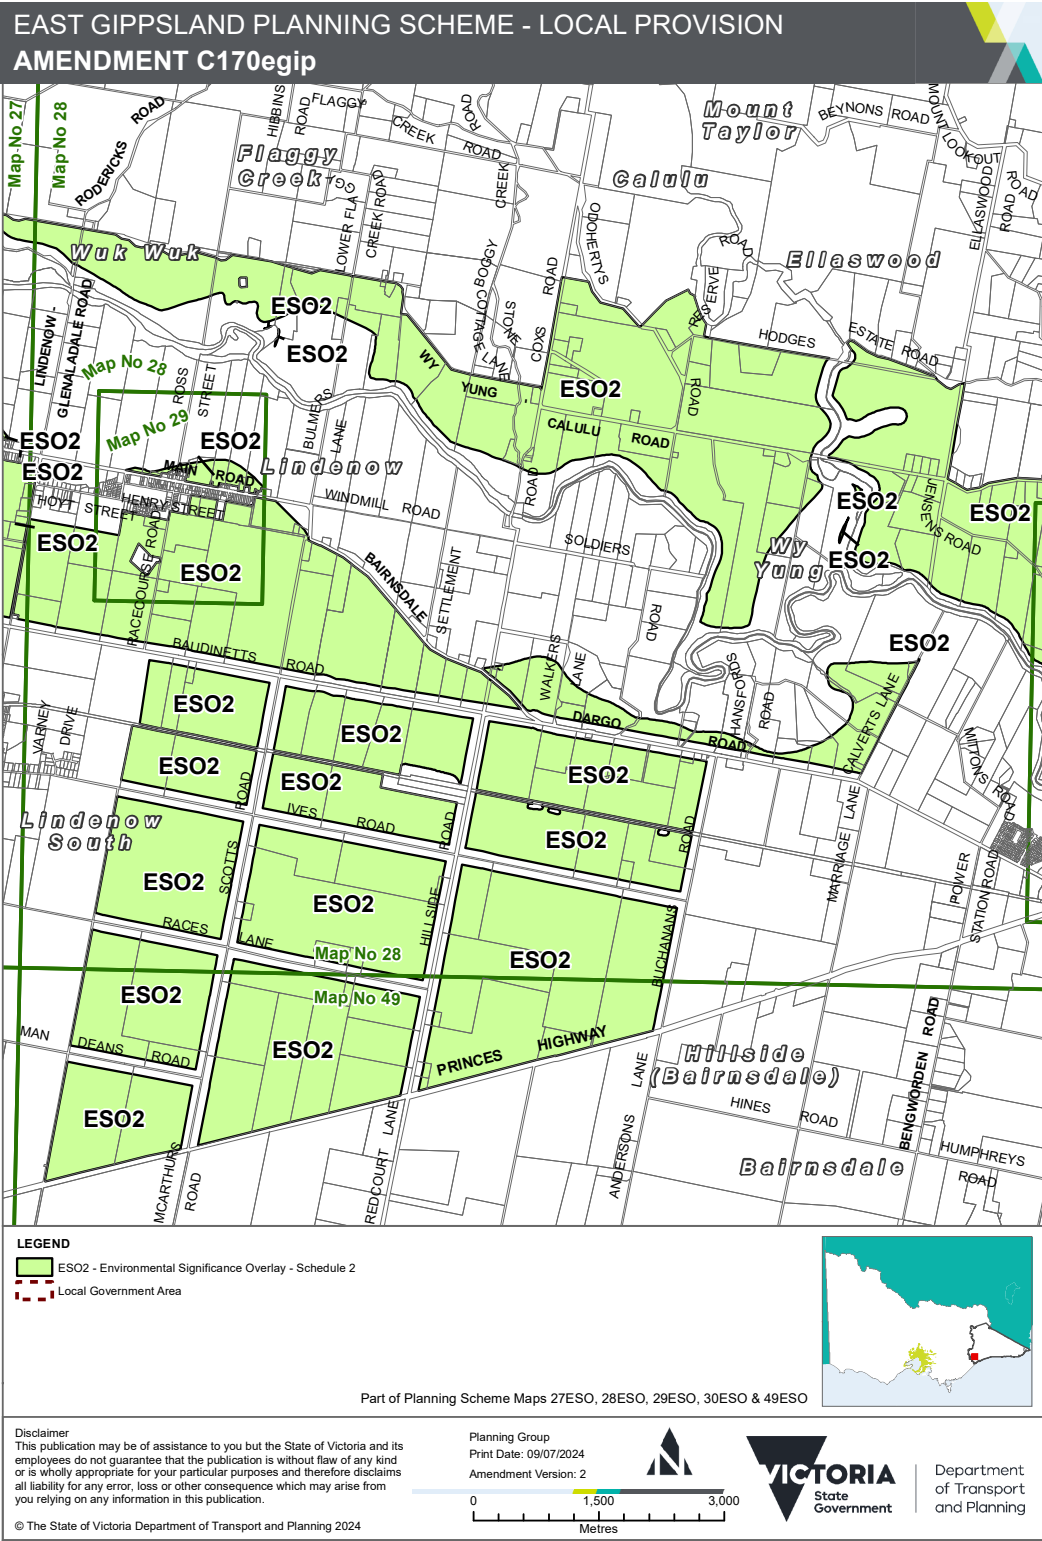 EAST GIPPSLAND PLANNING SCHEME - LOCAL PROVISION
AMENDMENT C170egip
Map No 27
Map No 28
RODERICKS
ROAD
HIBBINS
ROAD
FLAGGY
CREEK
ROAD
ROAD
Flaggy
Creek
LOWER FLAGGY
CREEK ROAD
BOGGY
CREEK
Mount
Taylor
BEYNONS ROAD
MOUNT
LOOKOUT
ROAD
ELLASWOOD
ROAD
Calulu
Ellaswood
Wuk Wuk
ODOHERTYS
ROAD
RESERVE
ROAD
HODGES
ESTATE ROAD
LINDENOW -
GLENALADALE ROAD
ESO2
ESO2
COTTAGE
LANE
STONE
COXS
ROAD
WY
YUNG
CALULU
ROAD
ESO2
ROAD
Map No 28
Map No 29
ROSS
STREET
BULMERS
LANE
ESO2
ESO2
ESO2
MAIN
ROAD
Lindenow
HOYT STREET
HENRY STREET
WINDMILL ROAD
ROAD
SOLDIERS
ROAD
ESO2
ESO2
JENSENS ROAD
ESO2
ESO2
ESO2
RACECOURSE ROAD
ESO2
BAIRNSDALE
SETTLEMENT
Wy
Yung
ESO2
BAUDINETTS
ROAD
WALKERS
LANE
HANSFORDS
ROAD
CALVERTS LANE
DARGO
ROAD
ESO2
ESO2
VARNEY
DRIVE
ESO2
ESO2
ESO2
MILTONS
ROAD
IVES
ROAD
ROAD
ROAD
ROAD
ESO2
Lindenow
South
ESO2
SCOTTS
ESO2
HILLSIDE
MARRIAGE LANE
POWER
STATION ROAD
RACES
LANE
Map No 28
Map No 49
ESO2
BUCHANANS
ESO2
MAN
DEANS
ROAD
ESO2
PRINCES
HIGHWAY
LANE
ANDERSONS
Hillside
(Bairnsdale)
BENGWORDEN
ROAD
HINES
ROAD
ESO2
MCARTHURS
ROAD
REDCOURT
LANE
Bairnsdale
HUMPHREYS
ROAD
LEGEND
ESO2 - Environmental Significance Overlay - Schedule 2
Local Government Area
Part of Planning Scheme Maps 27ESO, 28ESO, 29ESO, 30ESO & 49ESO
Disclaimer
This publication may be of assistance to you but the State of Victoria and its
employees do not guarantee that the publication is without flaw of any kind
or is wholly appropriate for your particular purposes and therefore disclaims
all liability for any error, loss or other consequence which may arise from
you relying on any information in this publication.
© The State of Victoria Department of Transport and Planning 2024
Planning Group
Print Date: 09/07/2024
Amendment Version: 2
N
0
1,500
3,000
Metres
VICTORIA
State
Government
Department
of Transport
and Planning